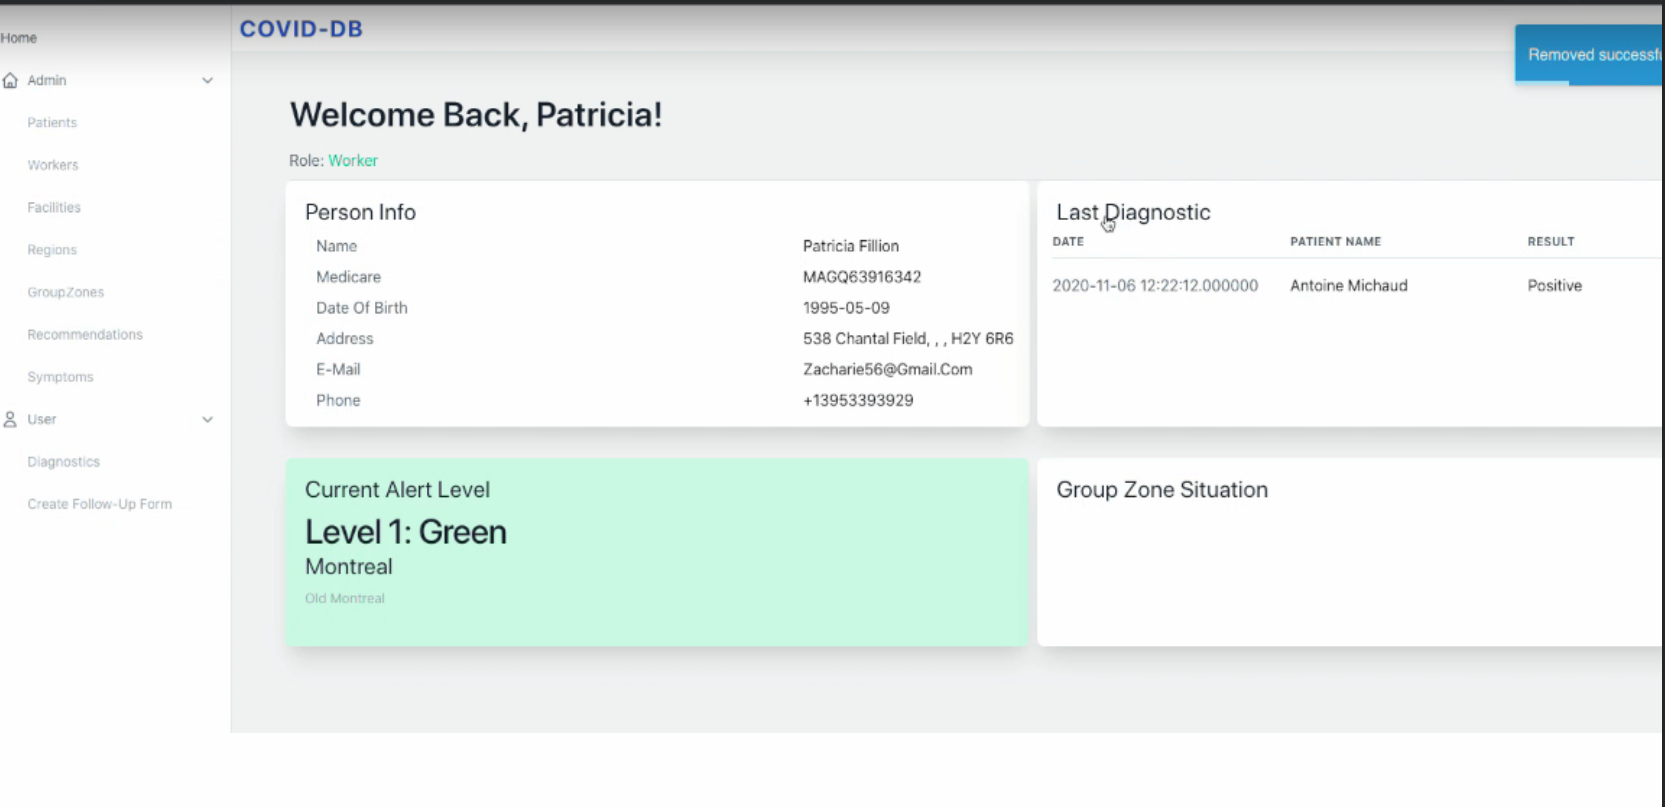 Home
Admin
Patients
Workers
Facilities
Regions
GroupZones
Recommendations
Symptoms
User
Diagnostics
Create Follow-Up Form
COVID-DB
Removed
Welcome Back, Patricia!
Role: Worker
Person Info
Name Patricia Fillion
Medicare MAGQ63916342
Date Of Birth 1995-05-09
Address 538 Chantal Field, , , H2Y 6R6
E-Mail Zacharie56@Gmail.Com
Phone +13953393929
Last Diagnostic
DATE PATIENT NAME RESULT
2020-11-06 12:22:12.000000 Antoine Michaud Positive
Current Alert Level
Level 1: Green
Montreal
Old Montreal
Group Zone Situation